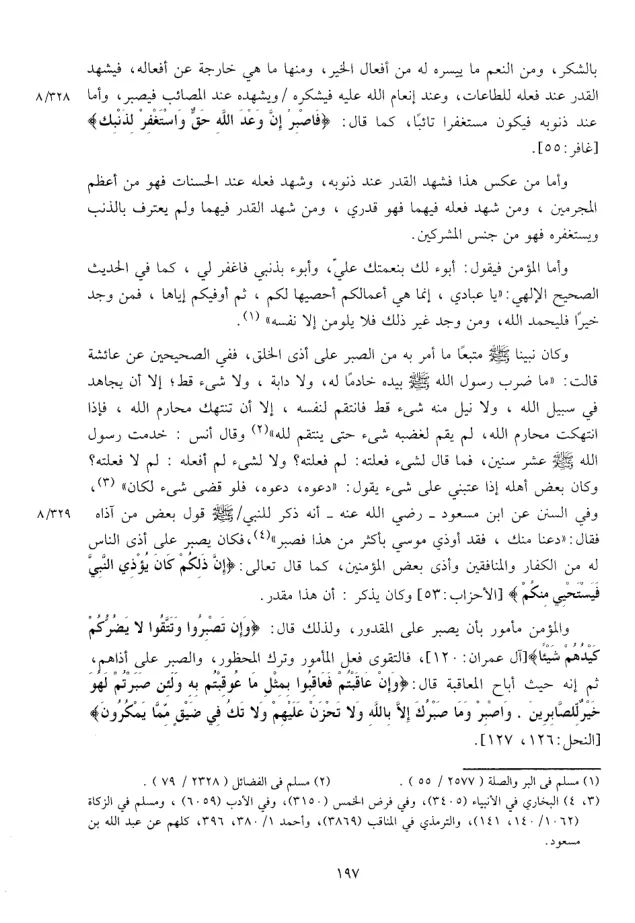 بالشكر، ومن النعم ما ييسره له من أفعال الخير، ومنها ما هي خارجة عن أفعاله، فيشهد
القدر عند فعله للطاعات، وعند إنعام الله عليه فيشكره /ويشهده عند المصائب فيصبر، وأما ٨/٣٢٨
عند ذنوبه فيكون مستغفرا تائبًا، كما قال: ﴿فَاصْبِرْ إِنَّ وَعْدَ اللَّهِ حَقٌّ وَاسْتَغْفِرْ لِذَنْبِكَ﴾
[غافر: ٥٥].
وأما من عكس هذا فشهد القدر عند ذنوبه، وشهد فعله عند الحسنات فهو من أعظم
المجرمين ، ومن شهد فعله فيهما فهو قدري ، ومن شهد القدر فيهما ولم يعترف بالذنب
ويستغفره فهو من جنس المشركين.
وأما المؤمن فيقول: أبوء لك بنعمتك عليّ، وأبوء بذنبي فاغفر لي ، كما في الحديث
الصحيح الإلهي: «يا عبادي ، إنما هي أعمالكم أحصيها لكم ، ثم أوفيكم إياها ، فمن وجد
خيرًا فليحمد الله، ومن وجد غير ذلك فلا يلومن إلا نفسه» (١).
وكان نبينا ﷺ متبعًا ما أمر به من الصبر على أذى الخلق، ففي الصحيحين عن عائشة
قالت: «ما ضرب رسول الله ﷺ بيده خادمًا له، ولا دابة ، ولا شىء قط؛ إلا أن يجاهد
في سبيل الله ، ولا نيل منه شىء قط فانتقم لنفسه ، إلا أن تنتهك محارم الله ، فإذا
انتهكت محارم الله، لم يقم لغضبه شىء حتى ينتقم لله»(٢) وقال أنس : خدمت رسول
الله ﷺ عشر سنين، فما قال لشىء فعلته: لم فعلته؟ ولا لشىء لم أفعله : لم لا فعلته؟
وكان بعض أهله إذا عتبني على شىء يقول: «دعوه، دعوه، فلو قضى شىء لكان» (٣)،
وفي السنن عن ابن مسعود ـ رضي الله عنه ـ أنه ذكر للنبي/ﷺ قول بعض من آذاه ٨/٣٢٩
فقال: «دعنا منك ، فقد أوذي موسي بأكثر من هذا فصبر»(٤)،فكان يصبر على أذى الناس
له من الكفار والمنافقين وأذى بعض المؤمنين، كما قال تعالى: ﴿إِنَّ ذَلِكُمْ كَانَ يُؤْذِي النَّبِيَّ
فَيَسْتَحْيِي مِنكُمْ﴾ [الأحزاب: ٥٣] وكان يذكر : أن هذا مقدر.
والمؤمن مأمور بأن يصبر على المقدور، ولذلك قال: ﴿وَإِن تَصْبِرُوا وَتَتَّقُوا لا يَضُرُّكُمْ
كَيْدُهُمْ شَيْئًا﴾[آل عمران: ١٢٠]، فالتقوى فعل المأمور وترك المحظور، والصبر على أذاهم،
ثم إنه حيث أباح المعاقبة قال: ﴿وَإِنْ عَاقَبْتُمْ فَعَاقِبُوا بِمِثْلِ مَا عُوقِبْتُم بِهِ وَلَئِن صَبَرْتُمْ لَهُوَ
خَيْرٌ لِّلصَّابِرِينَ . وَاصْبِرْ وَمَا صَبْرُكَ إِلاَّ بِاللَّهِ وَلا تَحْزَنْ عَلَيْهِمْ وَلا تَكُ فِي ضَيْقٍ مِّمَّا يَمْكُرُونَ﴾
[النحل: ١٢٦، ١٢٧].
(١) مسلم فى البر والصلة ( ٢٥٧٧ / ٥٥ ) . (٢) مسلم فى الفضائل ( ٢٣٢٨ / ٧٩ ) .
(٣، ٤) البخاري في الأنبياء (٣٤٠٥)، وفي فرض الخمس (٣١٥٠)، وفي الأدب (٦٠٥٩) ، ومسلم في الزكاة
(١٠٦٢/ ١٤٠، ١٤١)، والترمذي في المناقب (٣٨٦٩)، وأحمد ١/ ٣٨٠، ٣٩٦، كلهم عن عبد الله بن
مسعود.
١٩٧